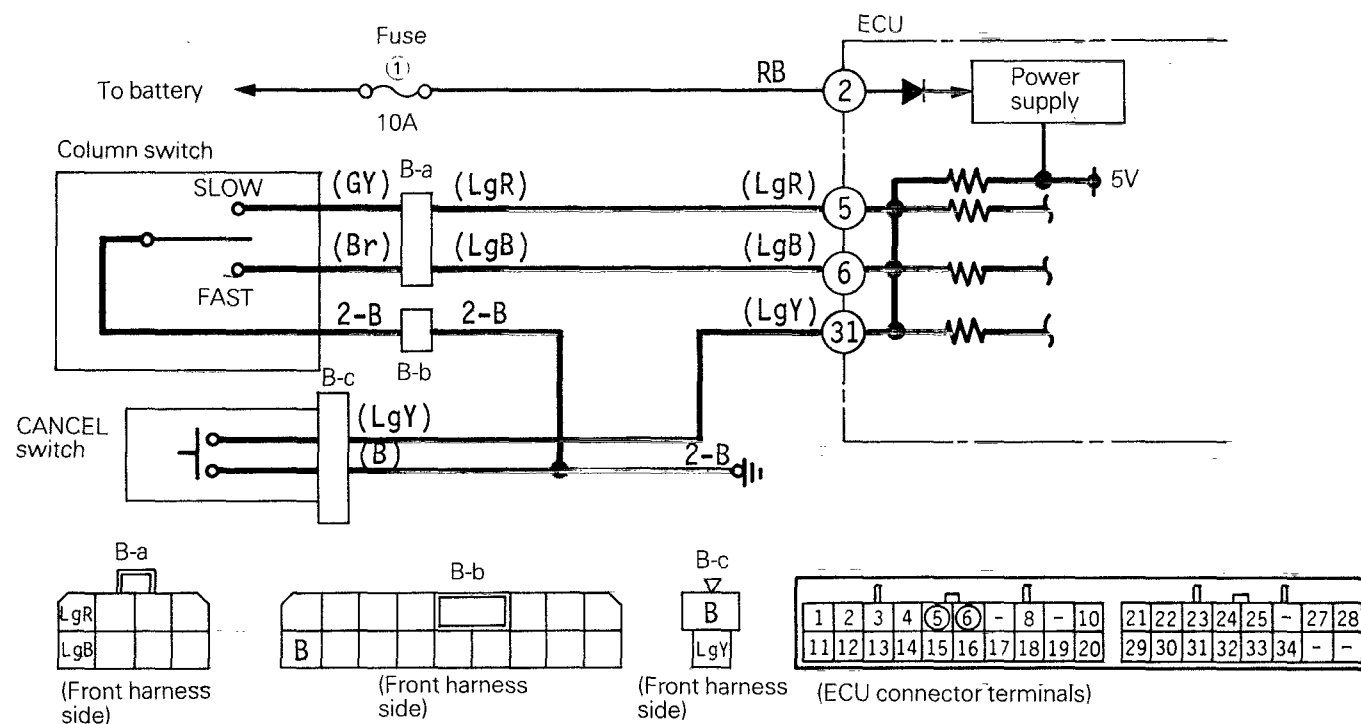 ECU
Fuse
(1)
To battery
10A
RB
2
Power
supply
5V
Column switch
SLOW
(GY)
B-a
(LgR)
(LgR)
5
(Br)
(LgB)
(LgB)
6
FAST
2-B
2-B
(LgY)
31
B-b
B-c
CANCEL
switch
(LgY)
(B)
2-B
B-a
LgR
LgB
(Front harness
side)
B-b
B
(Front harness
side)
B-c
B
LgY
(Front harness
side)
1 2 3 4 5 6 - 8 - 10
11 12 13 14 15 16 17 18 19 20
21 22 23 24 25 - 27 28
29 30 31 32 33 34 - -
(ECU connector terminals)